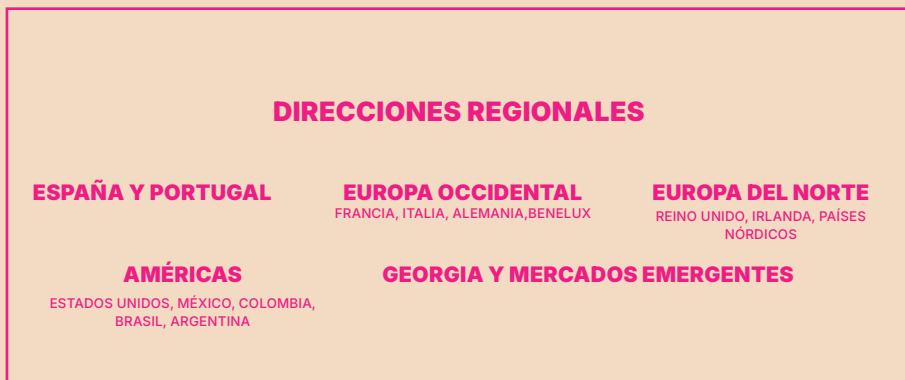 DIRECCIONES REGIONALES
ESPAÑA Y PORTUGAL
EUROPA OCCIDENTAL
FRANCIA, ITALIA, ALEMANIA,BENELUX
EUROPA DEL NORTE
REINO UNIDO, IRLANDA, PAÍSES
NÓRDICOS
AMÉRICAS
ESTADOS UNIDOS, MÉXICO, COLOMBIA,
BRASIL, ARGENTINA
GEORGIA Y MERCADOS EMERGENTES